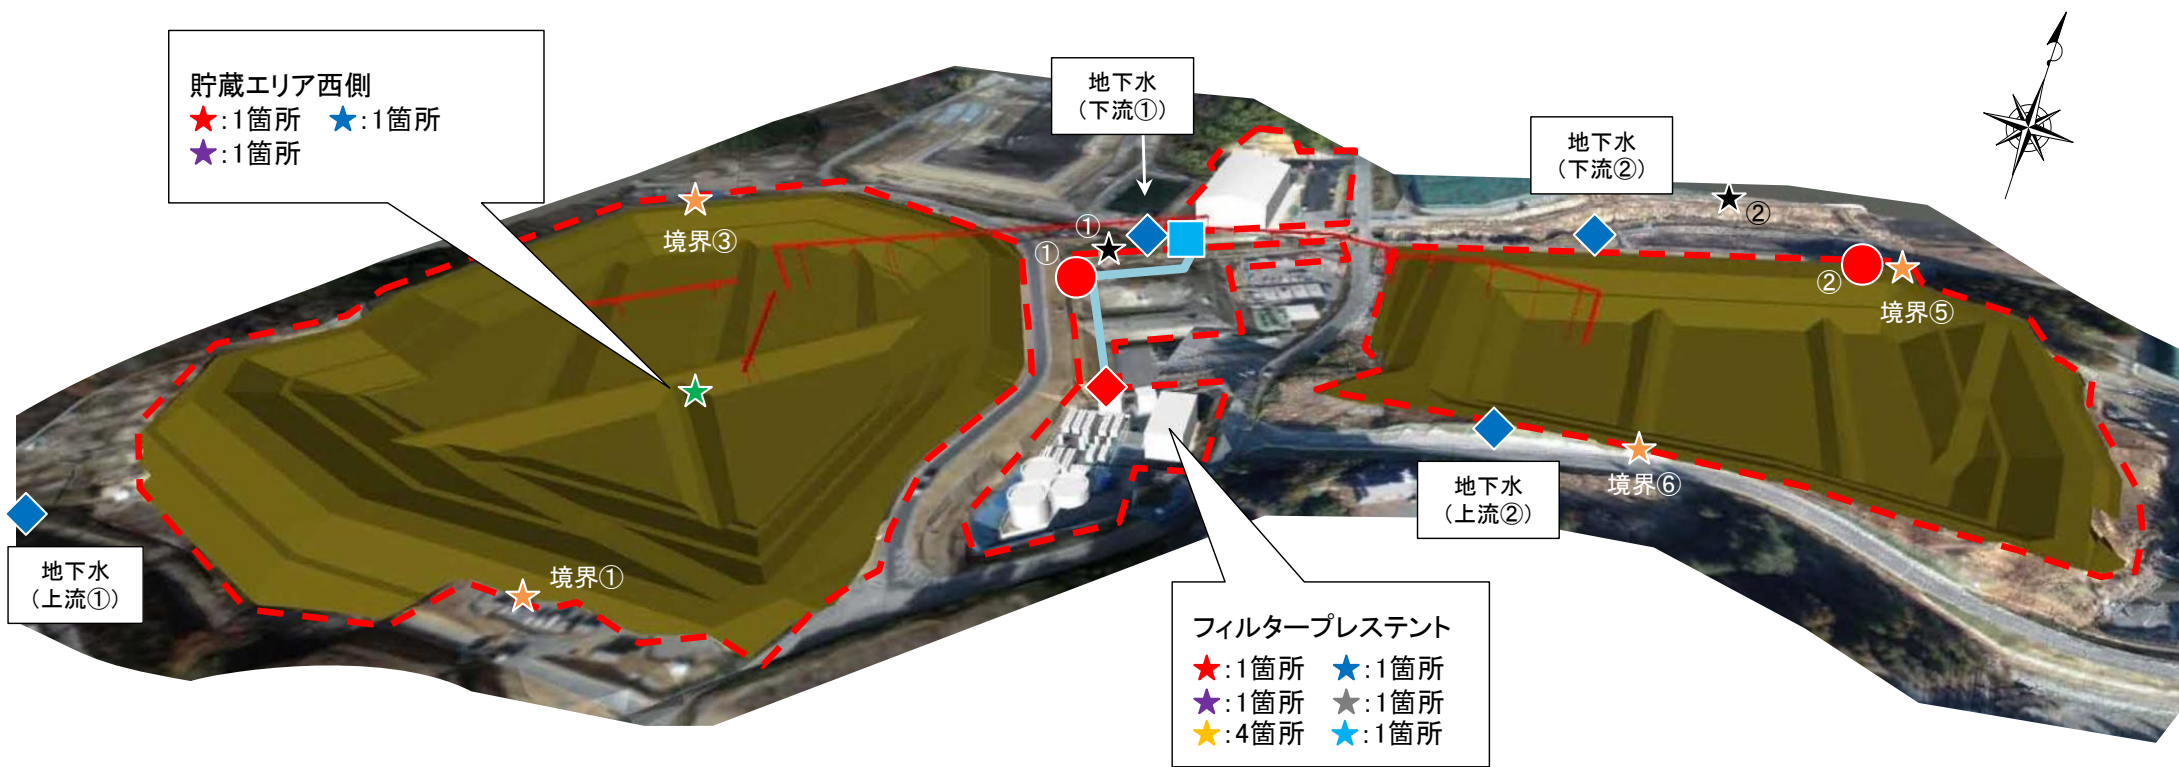 貯蔵エリア西側
★:1箇所 ★:1箇所
★:1箇所
地下水
（下流①）
地下水
（下流②）
②
①
①
境界③
②
境界⑤
境界⑥
地下水
（上流②）
地下水
（上流①）
境界①
フィルタープレステント
★:1箇所 ★:1箇所
★:1箇所 ★:1箇所
★:4箇所 ★:1箇所